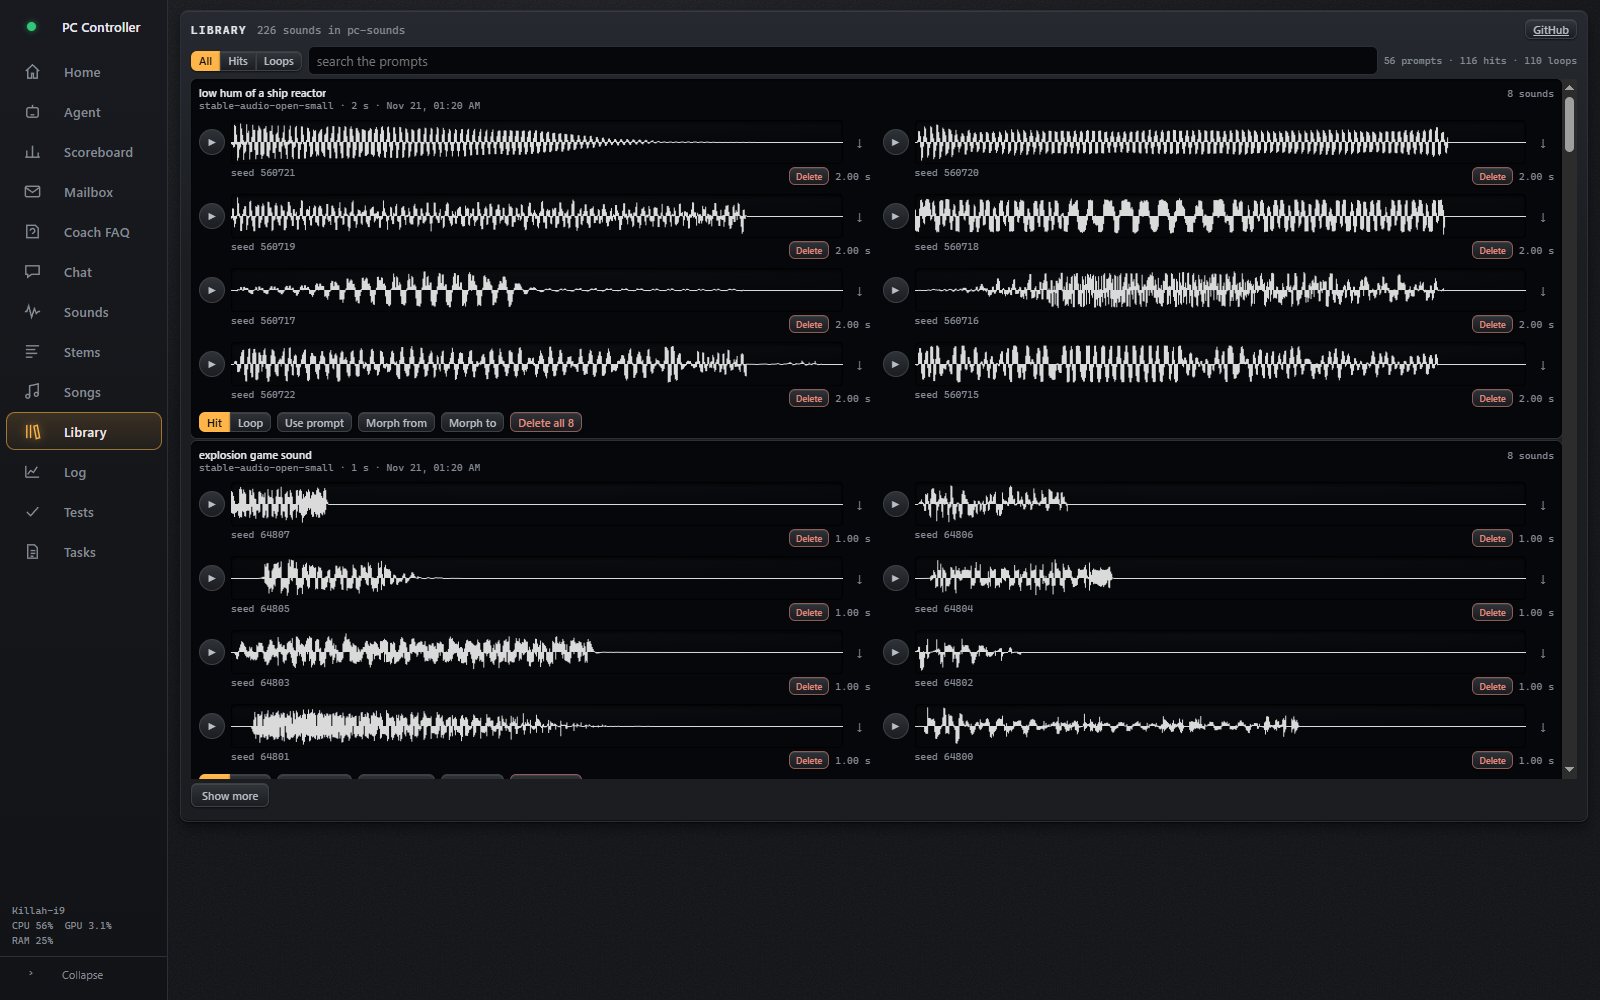 PC Controller
Home
Agent
Scoreboard
Mailbox
Coach FAQ
Chat
Sounds
Stems
Songs
Library
Log
Tests
Tasks
Killah-i9
CPU 56% GPU 3.1%
RAM 25%
Collapse
LIBRARY 226 sounds in pc-sounds GitHub
All Hits Loops search the prompts 56 prompts · 116 hits · 110 loops
low hum of a ship reactor 8 sounds
stable-audio-open-small · 2 s · Nov 21, 01:20 AM
seed 560721 Delete 2.00 s seed 560720 Delete 2.00 s
seed 560719 Delete 2.00 s seed 560718 Delete 2.00 s
seed 560717 Delete 2.00 s seed 560716 Delete 2.00 s
seed 560722 Delete 2.00 s seed 560715 Delete 2.00 s
Hit Loop Use prompt Morph from Morph to Delete all 8
explosion game sound 8 sounds
stable-audio-open-small · 1 s · Nov 21, 01:20 AM
seed 64807 Delete 1.00 s seed 64806 Delete 1.00 s
seed 64805 Delete 1.00 s seed 64804 Delete 1.00 s
seed 64803 Delete 1.00 s seed 64802 Delete 1.00 s
seed 64801 Delete 1.00 s seed 64800 Delete 1.00 s
Show more